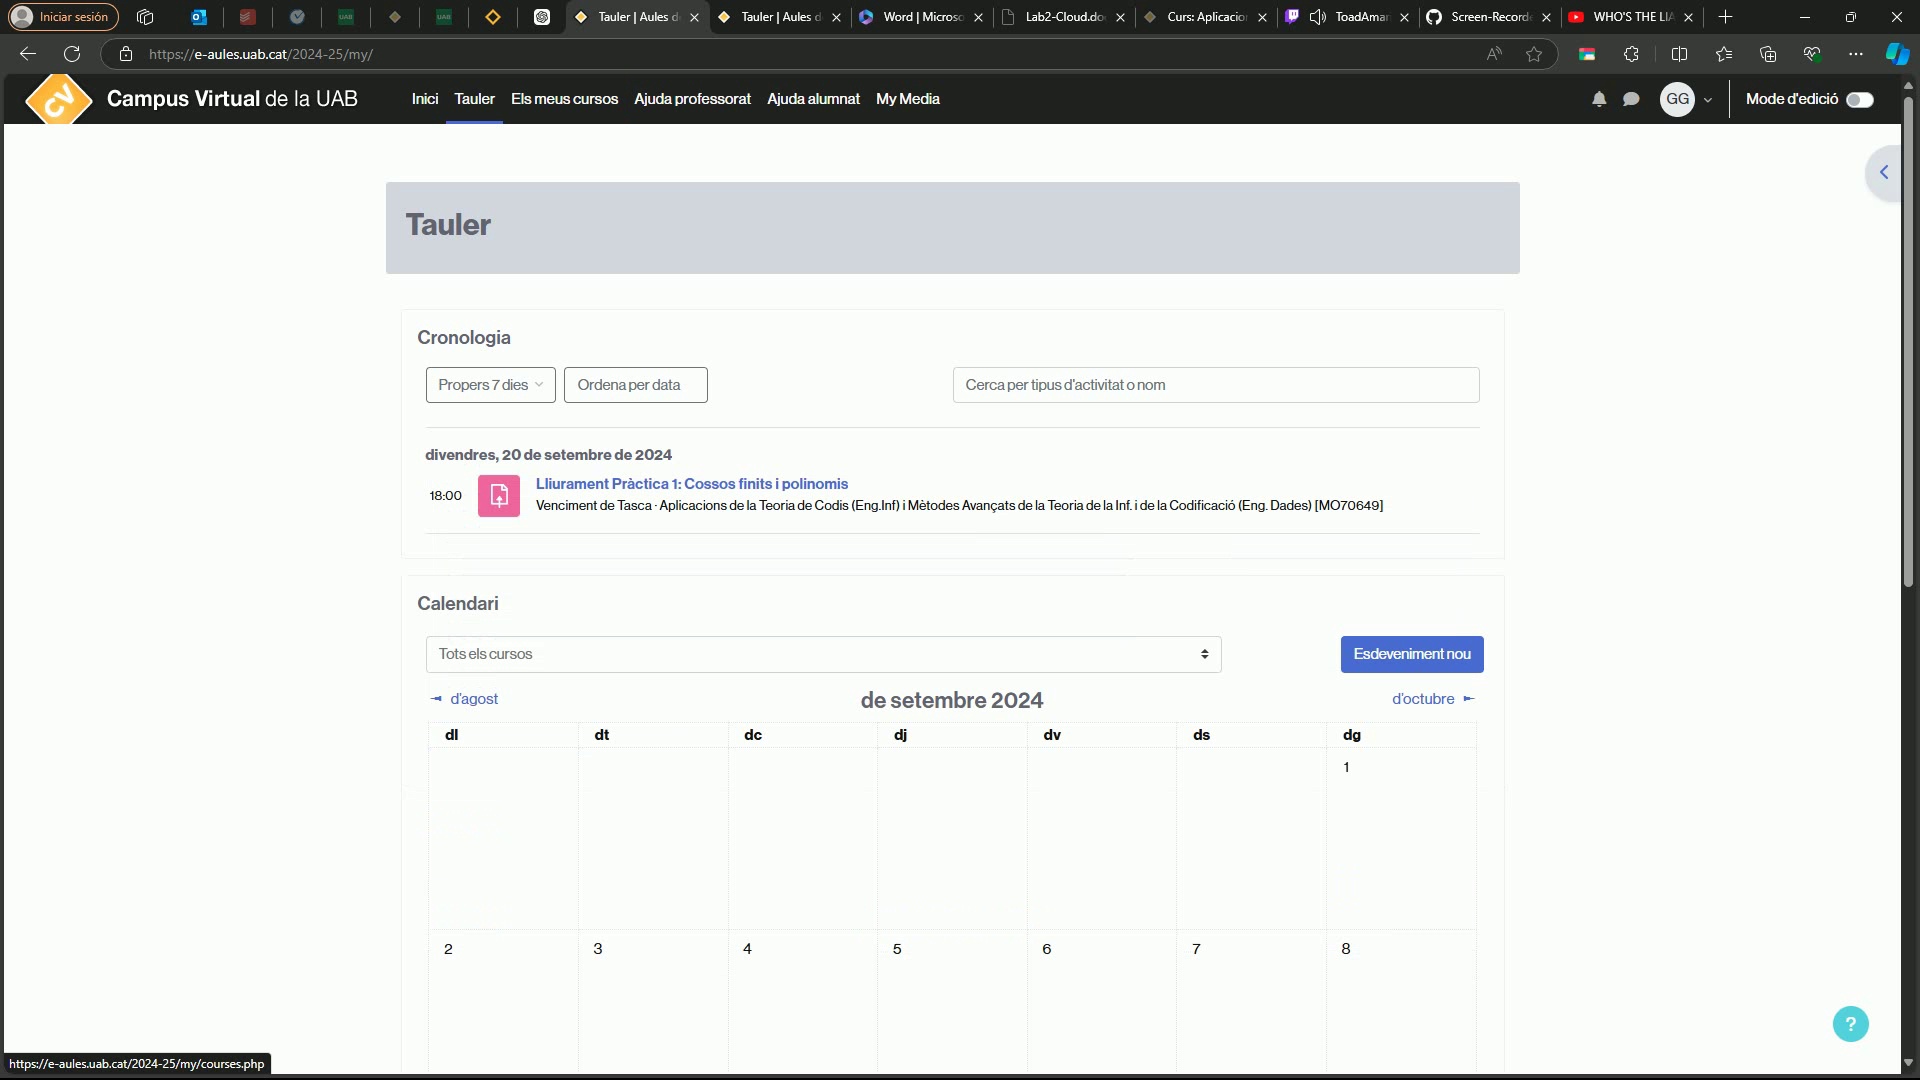 Iniciar sesión
UAB
UAB
Tauler | Aules de
Tauler | Aules d
Word | Microso
Lab2-Cloud.do
Curs: Aplicacion
ToadAmar
Screen-Record
WHO'S THE LIA
https://e-aules.uab.cat/2024-25/my/
CV
Campus Virtual de la UAB
Inici
Tauler
Els meus cursos
Ajuda professorat
Ajuda alumnat
My Media
GG
Mode d'edició
Tauler
Cronologia
Propers 7 dies
Ordena per data
Cerca per tipus d'activitat o nom
divendres, 20 de setembre de 2024
18:00
Lliurament Pràctica 1: Cossos finits i polinomis
Venciment de Tasca · Aplicacions de la Teoria de Codis (Eng.Inf) i Mètodes Avançats de la Teoria de la Inf. i de la Codificació (Eng. Dades) [MO70649]
Calendari
Tots els cursos
Esdeveniment nou
d'agost
de setembre 2024
d'octubre
dl
dt
dc
dj
dv
ds
dg
1
2
3
4
5
6
7
8
?
https://e-aules.uab.cat/2024-25/my/courses.php